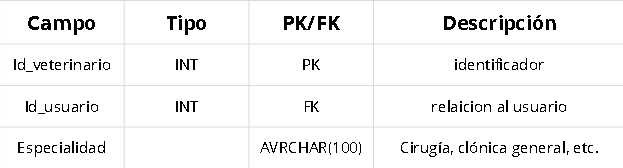 Campo Tipo PK/FK Descripción
Id_veterinario INT PK identificador
Id_usuario INT FK relaicion al usuario
Especialidad AVRCHAR(100) Cirugía, clónica general, etc.